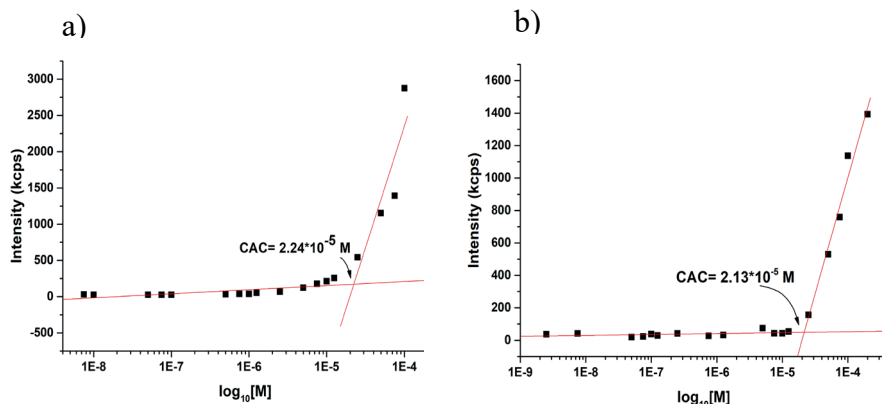 a)
3000
2500
2000
1500
1000
500
0
-500
Intensity (kcps)
CAC= 2.24*10⁻⁵ M
1E-8
1E-7
1E-6
1E-5
1E-4
log₁₀[M]
b)
1600
1400
1200
1000
800
600
400
200
0
Intensity (kcps)
CAC= 2.13*10⁻⁵ M
1E-9
1E-8
1E-7
1E-6
1E-5
1E-4
log₁₀[M]